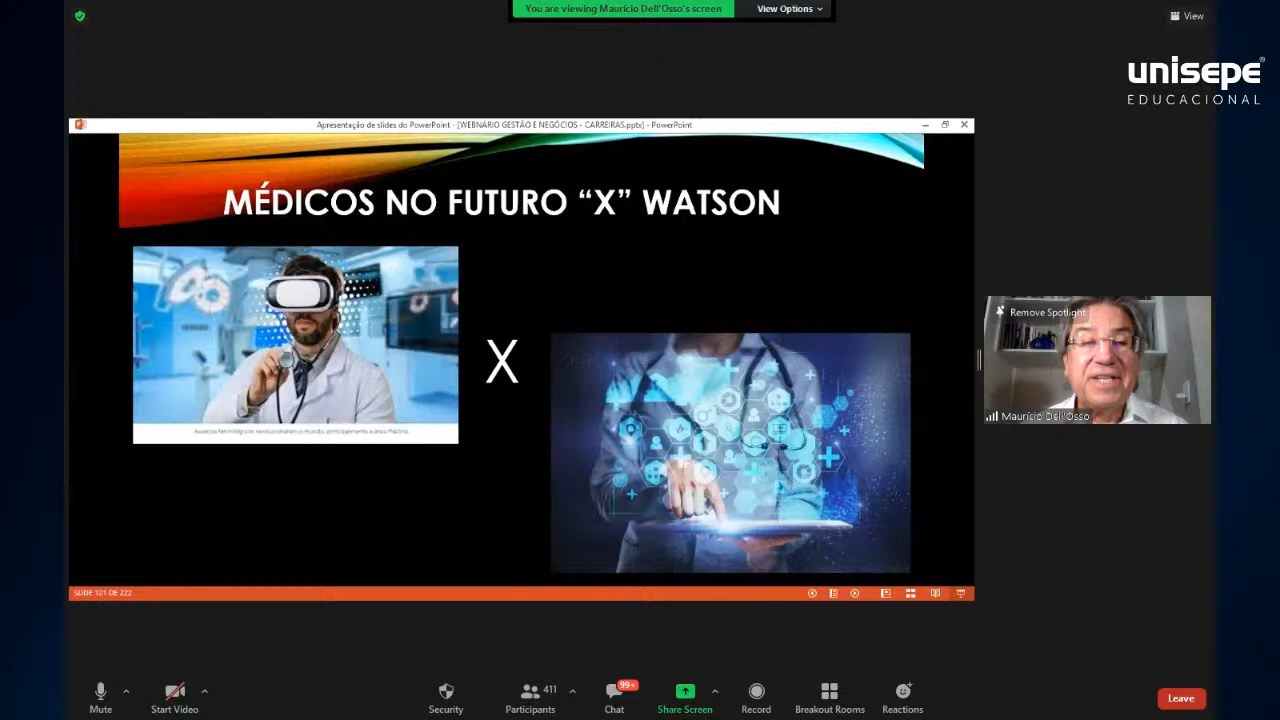 You are viewing Maurício Dell'Osso's screen
View Options
View
unisepe
EDUCACIONAL
Apresentação de slides do PowerPoint - [WEBNÁRIO GESTÃO E NEGÓCIOS - CARREIRAS.pptx] - PowerPoint
MÉDICOS NO FUTURO “X” WATSON
X
Remove Spotlight
Maurício Dell'Osso
SLIDE 121 DE 222
Mute
Start Video
Security
Participants
411
Chat
99+
Share Screen
Record
Breakout Rooms
Reactions
Leave